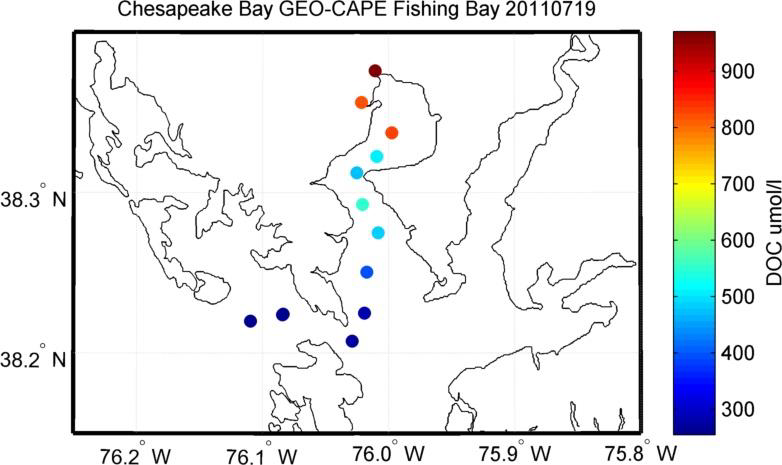 Chesapeake Bay GEO-CAPE Fishing Bay 20110719
38.3° N
38.2° N
76.2° W
76.1° W
76.0° W
75.9° W
75.8° W
900
800
700
600
500
400
300
DOC umol/l